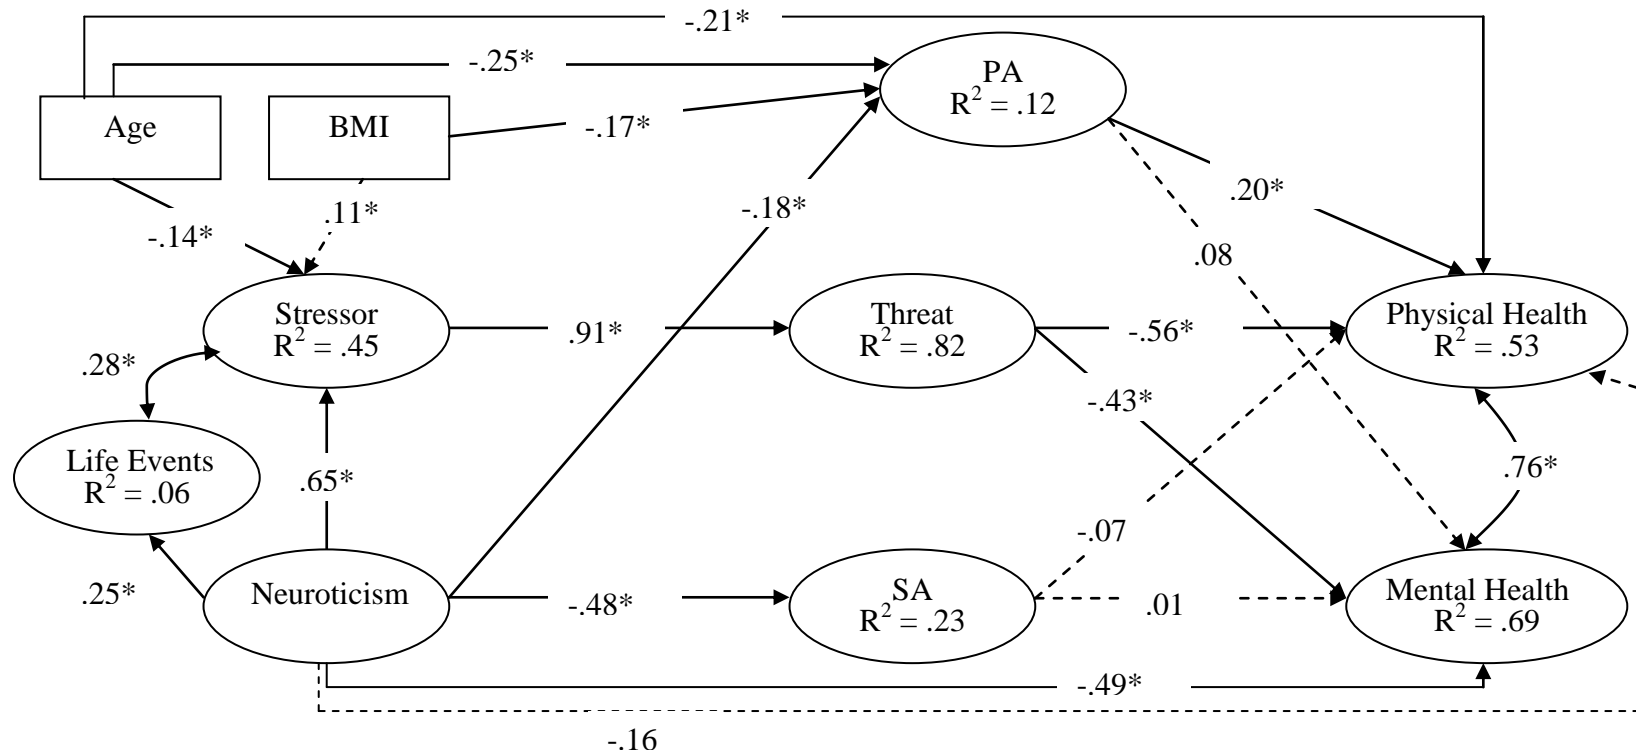 -.21*
-.25*
PA
R² = .12
Age
BMI
-.17*
.20*
-.18*
.11*
-.14*
.08
Stressor
R² = .45
.91*
Threat
R² = .82
-.56*
Physical Health
R² = .53
.28*
-.43*
Life Events
R² = .06
.65*
.76*
-.07
.25*
Neuroticism
-.48*
SA
R² = .23
.01
Mental Health
R² = .69
-.49*
-.16